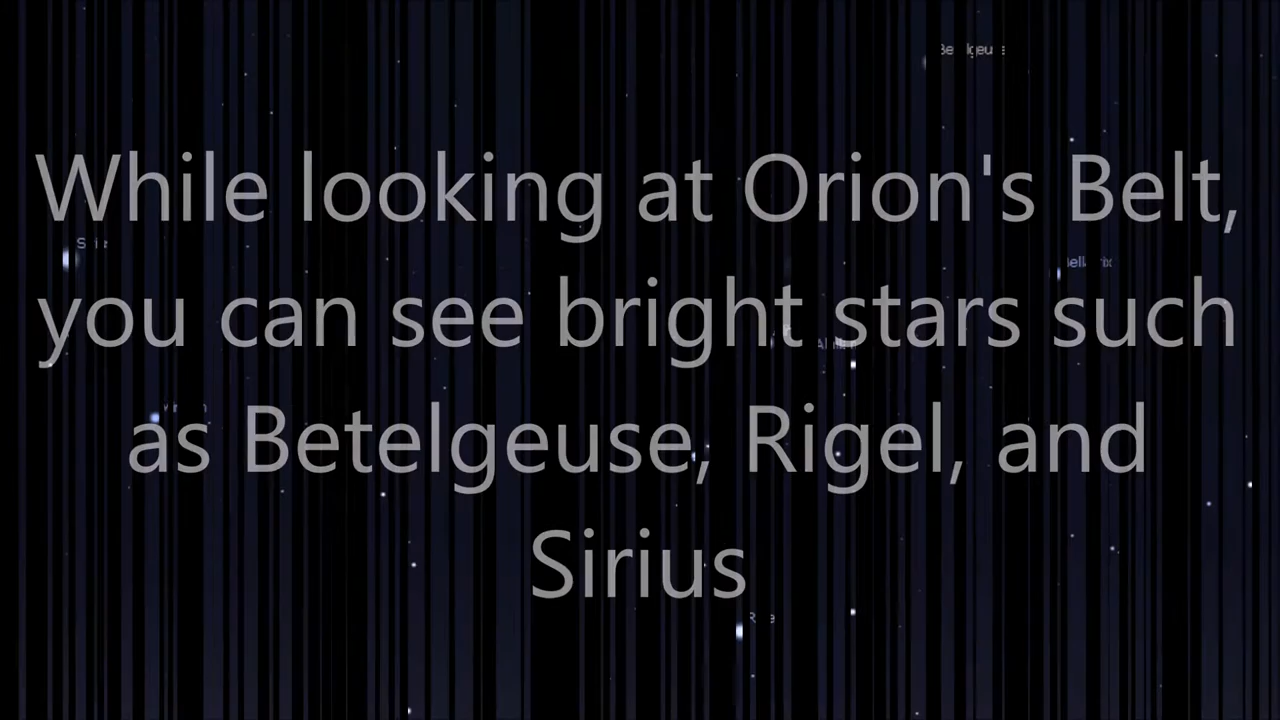 While looking at Orion's Belt,
you can see bright stars such
as Betelgeuse, Rigel, and
Sirius